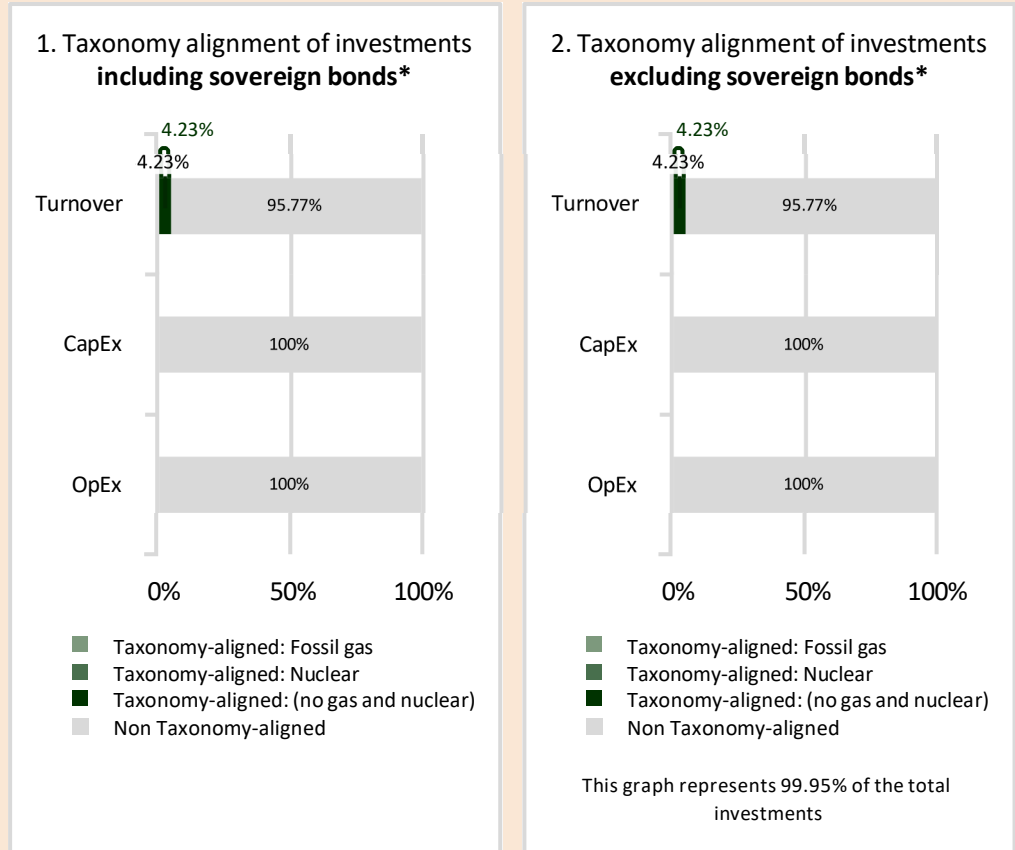 1. Taxonomy alignment of investments
including sovereign bonds*
4.23%
4.23%
Turnover
95.77%
CapEx
100%
OpEx
100%
0%
50%
100%
Taxonomy-aligned: Fossil gas
Taxonomy-aligned: Nuclear
Taxonomy-aligned: (no gas and nuclear)
Non Taxonomy-aligned
2. Taxonomy alignment of investments
excluding sovereign bonds*
4.23%
4.23%
Turnover
95.77%
CapEx
100%
OpEx
100%
0%
50%
100%
Taxonomy-aligned: Fossil gas
Taxonomy-aligned: Nuclear
Taxonomy-aligned: (no gas and nuclear)
Non Taxonomy-aligned
This graph represents 99.95% of the total
investments